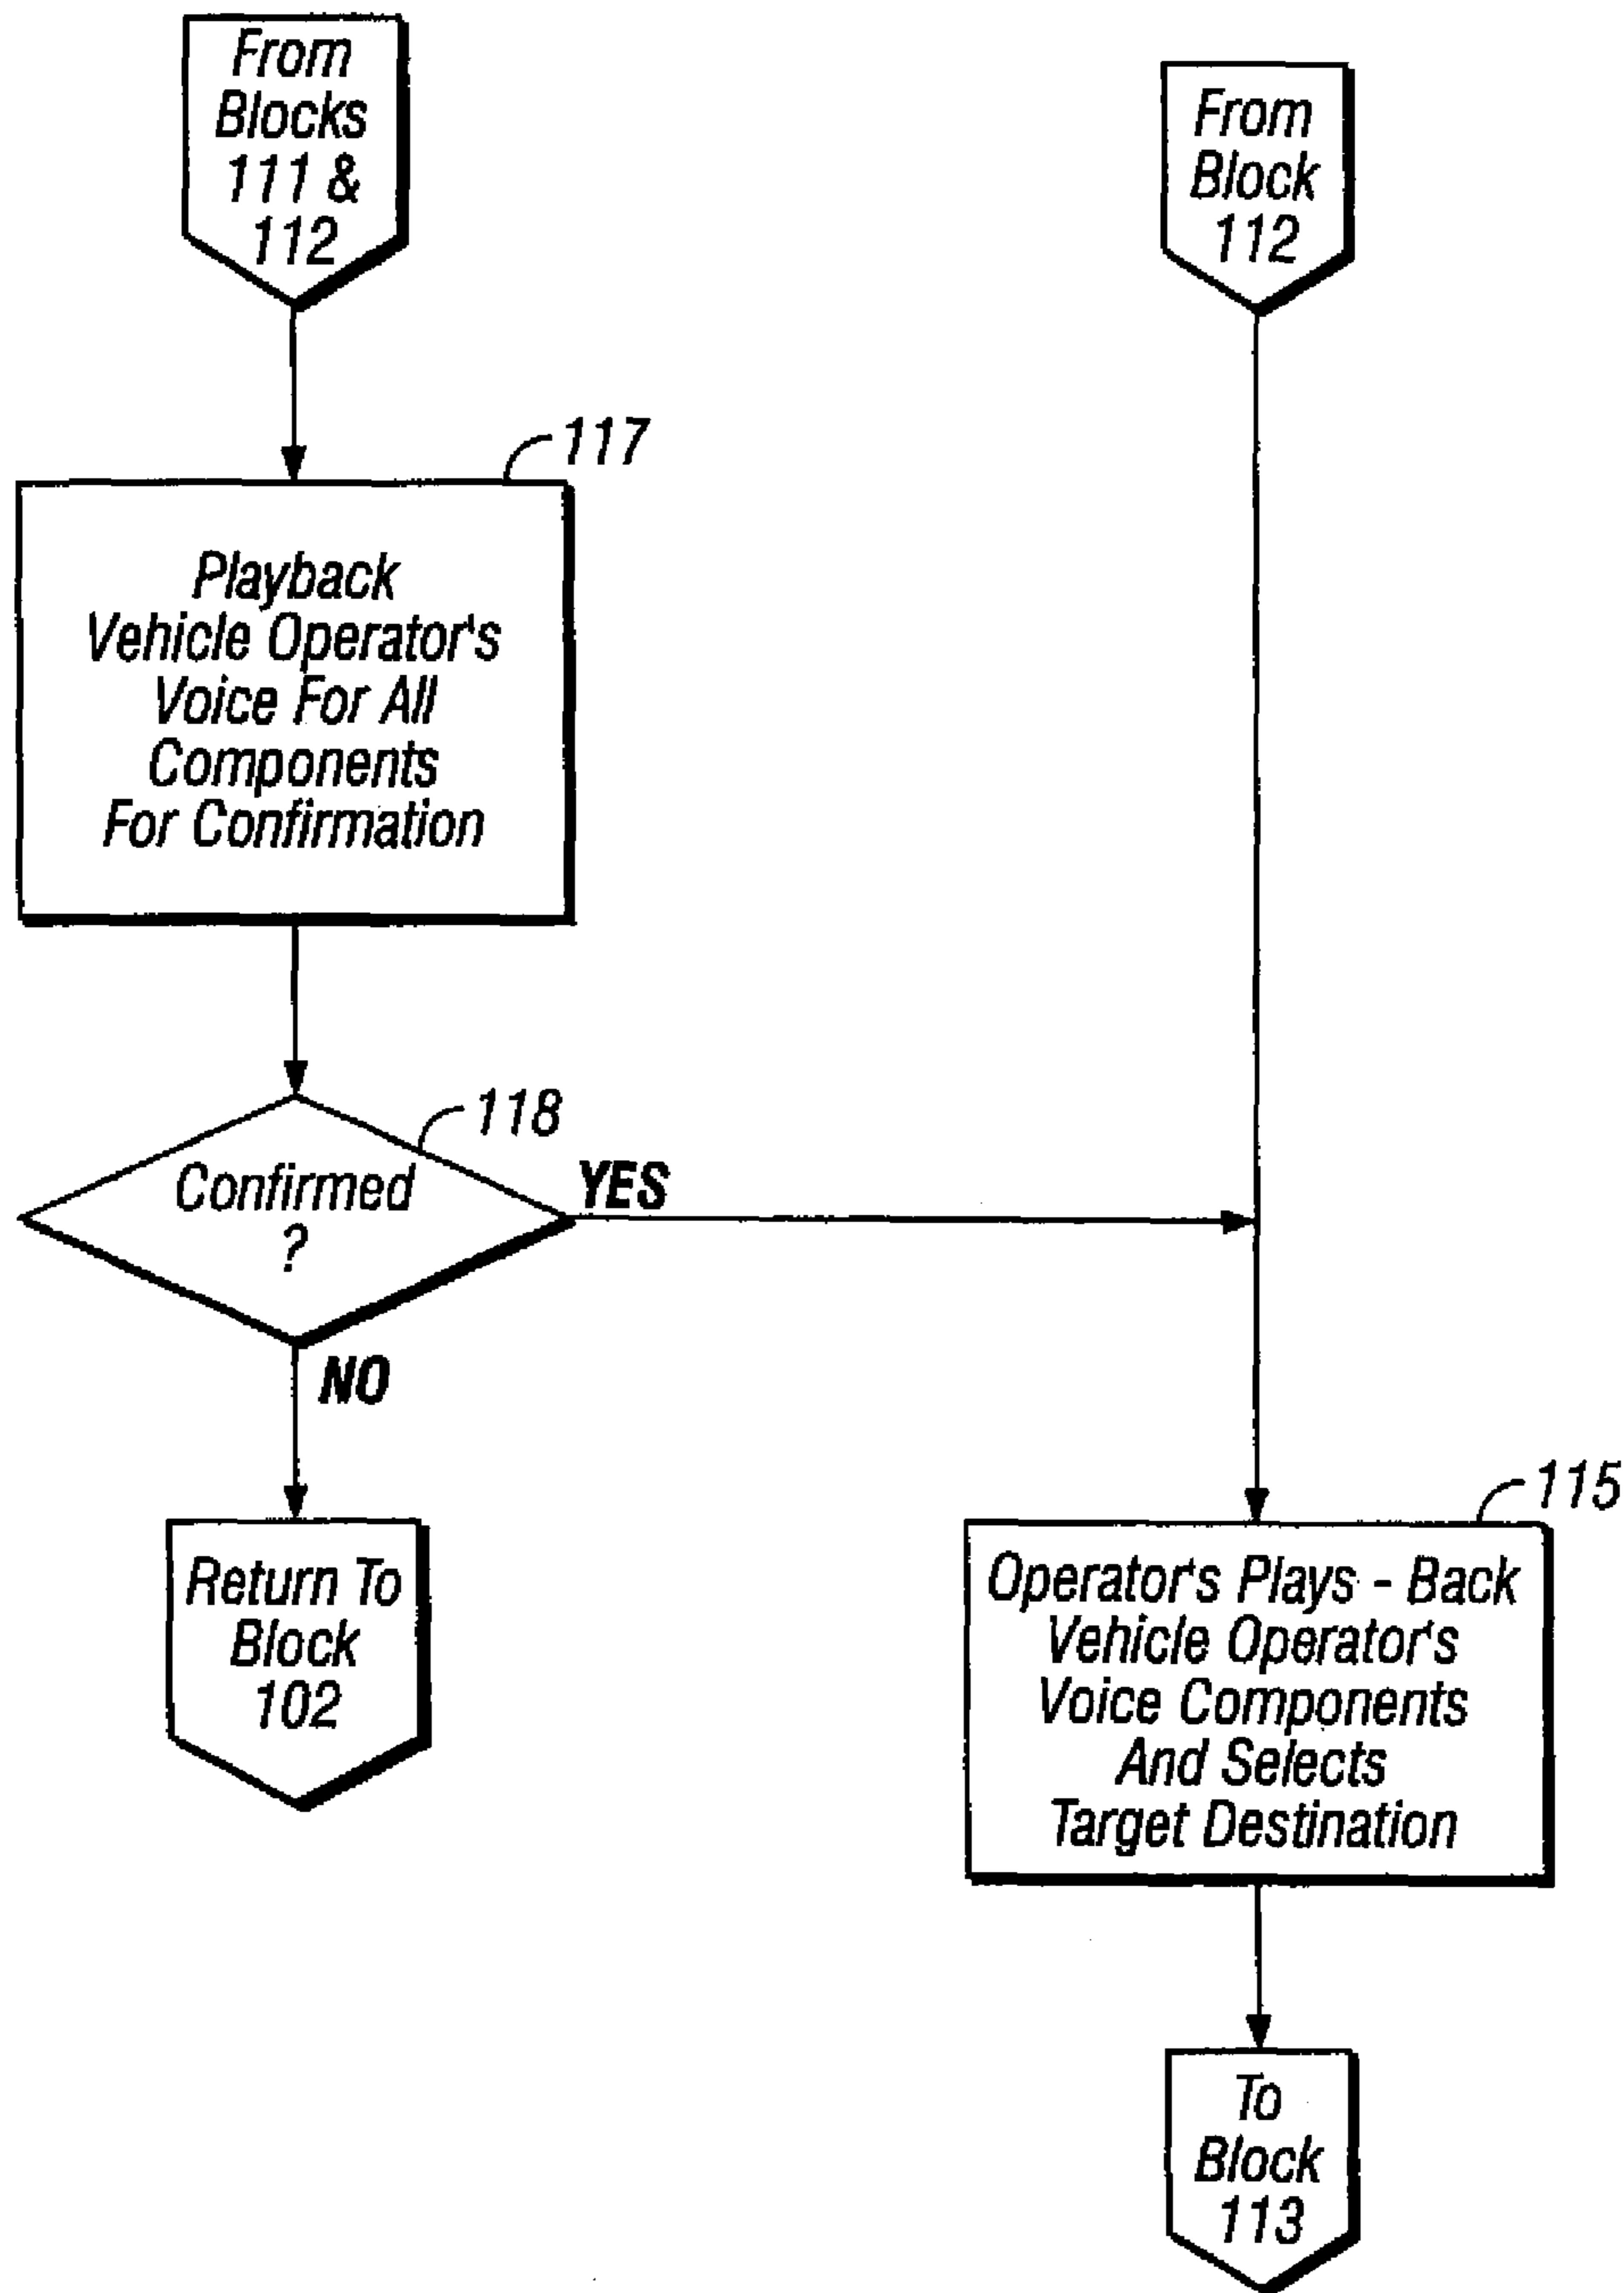 From
Blocks
111 &
112
From
Block
112
117
Playback
Vehicle Operator's
Voice For All
Components
For Confirmation
118
Confirmed
?
YES
NO
Return To
Block
102
115
Operator's Plays - Back
Vehicle Operator's
Voice Components
And Selects
Target Destination
To
Block
113